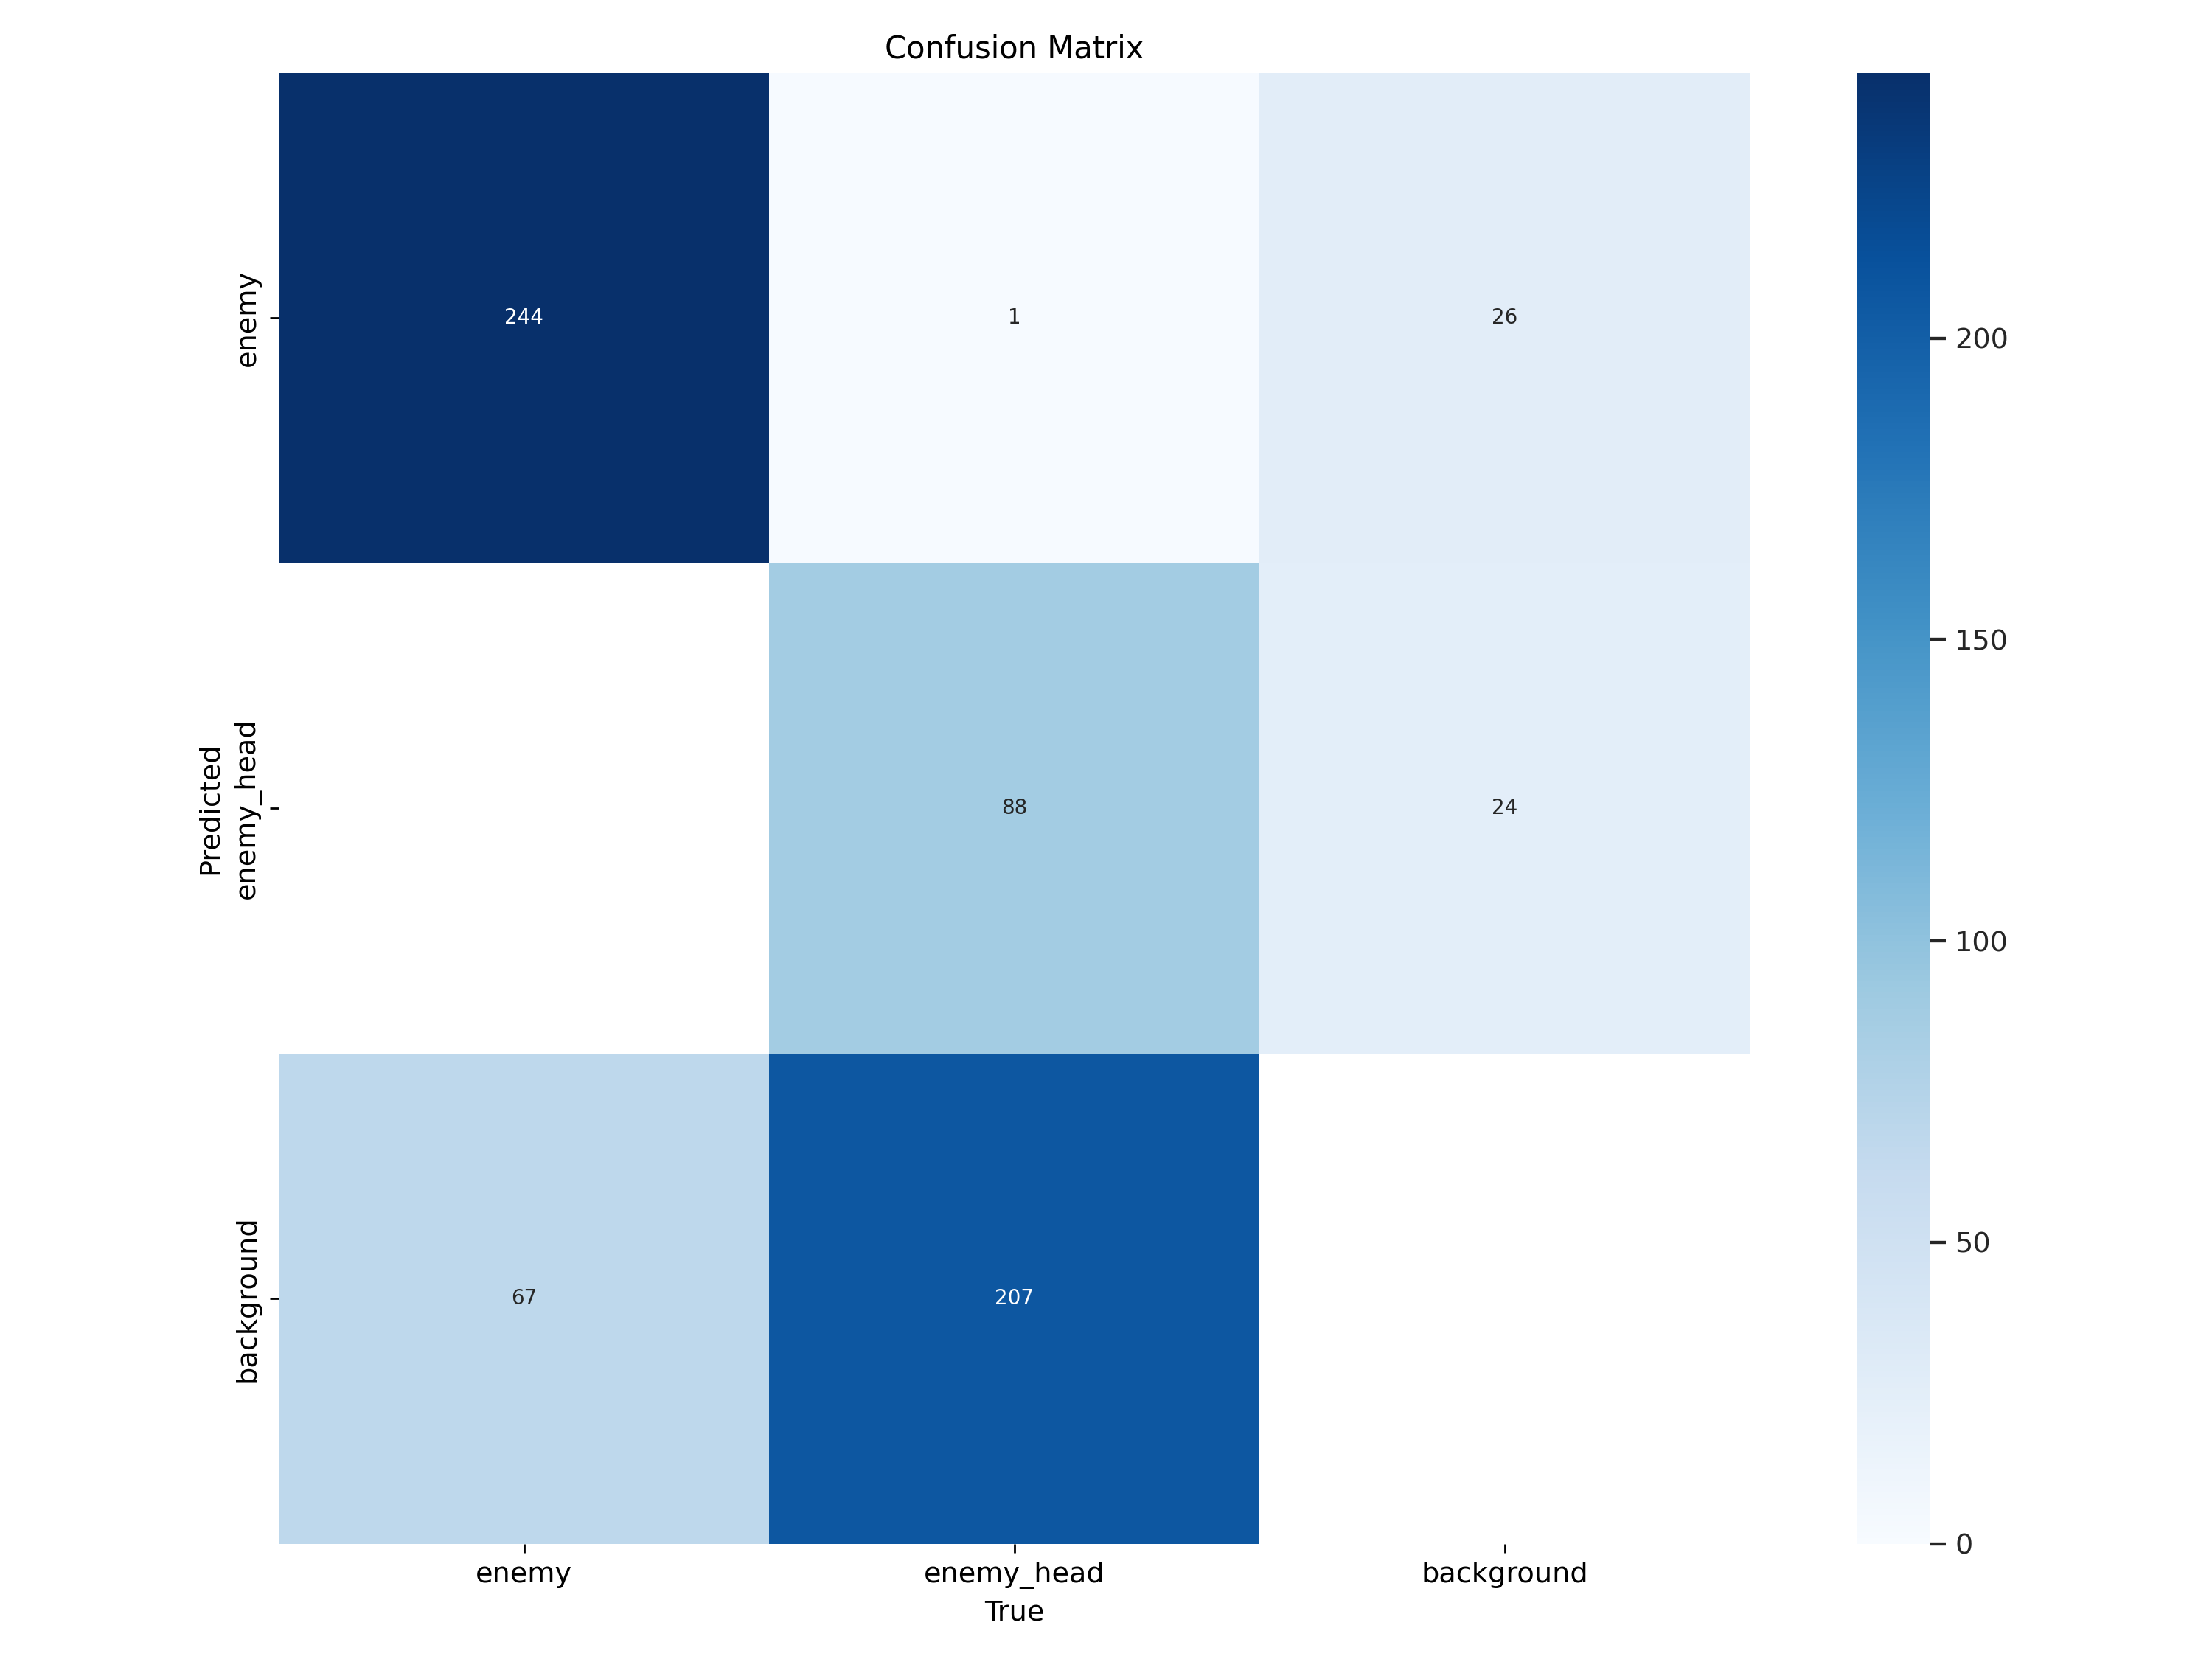 Confusion Matrix
enemy
244
1
26
Predicted
enemy_head
88
24
background
67
207
enemy
enemy_head
background
True
200
150
100
50
0